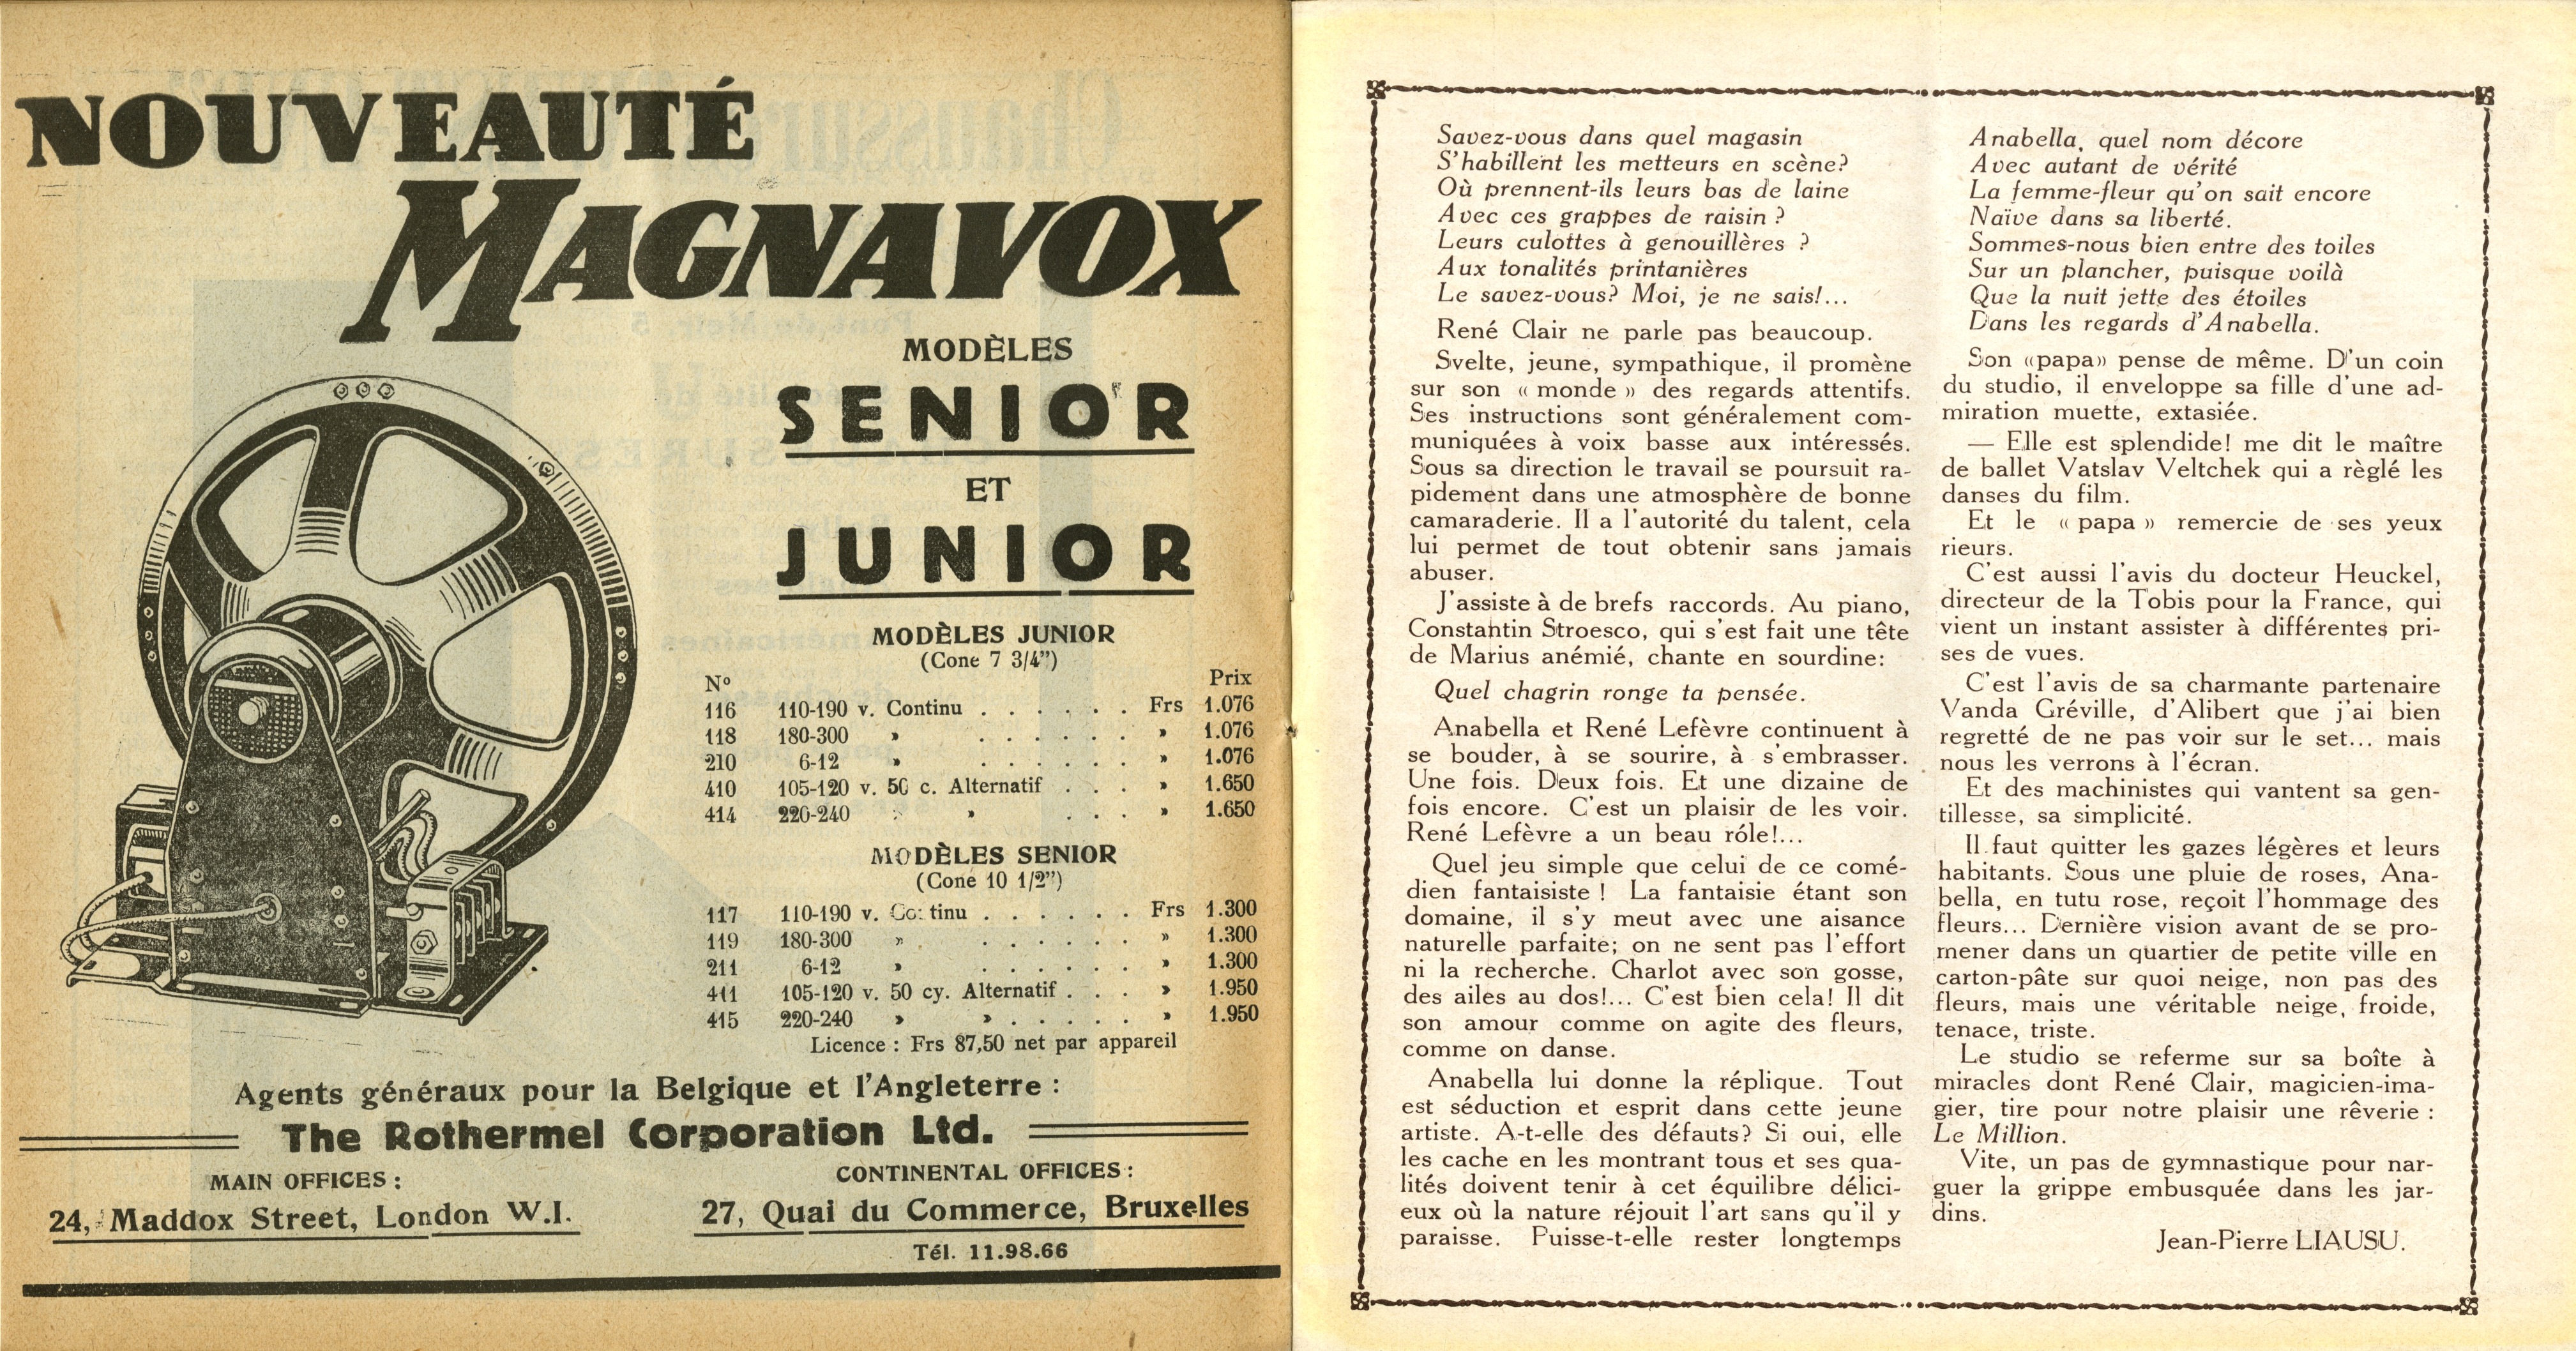 NOUVEAUTÉ
MAGNAVOX
MODÈLES
SENIOR
ET
JUNIOR
MODÈLES JUNIOR
(Cone 7 3/4")
Nº Prix
116 110-190 v. Continu . . . . . . Frs 1.076
118 180-300 » . . . . . . » 1.076
210 6-12 » . . . . . . » 1.076
410 105-120 v. 50 c. Alternatif . . . » 1.650
414 220-240 » » . . . » 1.650
MODÈLES SENIOR
(Cone 10 1/2")
117 110-190 v. Continu . . . . . . Frs 1.300
119 180-300 » . . . . . . » 1.300
211 6-12 » . . . . . . » 1.300
411 105-120 v. 50 cy. Alternatif . . . » 1.950
415 220-240 » » . . . . . » 1.950
Licence : Frs 87,50 net par appareil
Agents généraux pour la Belgique et l'Angleterre :
The Rothermel Corporation Ltd.
MAIN OFFICES :
24, Maddox Street, London W.I.
CONTINENTAL OFFICES :
27, Quai du Commerce, Bruxelles
Tél. 11.98.66
Savez-vous dans quel magasin
S'habillent les metteurs en scène?
Où prennent-ils leurs bas de laine
Avec ces grappes de raisin ?
Leurs culottes à genouillères ?
Aux tonalités printanières
Le savez-vous? Moi, je ne sais!...
René Clair ne parle pas beaucoup.
Svelte, jeune, sympathique, il promène
sur son « monde » des regards attentifs.
Ses instructions sont généralement com-
muniquées à voix basse aux intéressés.
Sous sa direction le travail se poursuit ra-
pidement dans une atmosphère de bonne
camaraderie. Il a l'autorité du talent, cela
lui permet de tout obtenir sans jamais
abuser.
J'assiste à de brefs raccords. Au piano,
Constantin Stroesco, qui s'est fait une tête
de Marius anémié, chante en sourdine:
Quel chagrin ronge ta pensée.
Anabella et René Lefèvre continuent à
se bouder, à se sourire, à s'embrasser.
Une fois. Deux fois. Et une dizaine de
fois encore. C'est un plaisir de les voir.
René Lefèvre a un beau róle!...
Quel jeu simple que celui de ce comé-
dien fantaisiste ! La fantaisie étant son
domaine, il s'y meut avec une aisance
naturelle parfaite; on ne sent pas l'effort
ni la recherche. Charlot avec son gosse,
des ailes au dos!... C'est bien cela! Il dit
son amour comme on agite des fleurs,
comme on danse.
Anabella lui donne la réplique. Tout
est séduction et esprit dans cette jeune
artiste. A-t-elle des défauts? Si oui, elle
les cache en les montrant tous et ses qua-
lités doivent tenir à cet équilibre délici-
eux où la nature réjouit l'art sans qu'il y
paraisse. Puisse-t-elle rester longtemps
Anabella, quel nom décore
Avec autant de vérité
La femme-fleur qu'on sait encore
Naïve dans sa liberté.
Sommes-nous bien entre des toiles
Sur un plancher, puisque voilà
Que la nuit jette des étoiles
Dans les regards d'Anabella.
Son «papa» pense de même. D'un coin
du studio, il enveloppe sa fille d'une ad-
miration muette, extasiée.
— Elle est splendide! me dit le maître
de ballet Vatslav Veltchek qui a règlé les
danses du film.
Et le « papa » remercie de ses yeux
rieurs.
C'est aussi l'avis du docteur Heuckel,
directeur de la Tobis pour la France, qui
vient un instant assister à différentes pri-
ses de vues.
C'est l'avis de sa charmante partenaire
Vanda Gréville, d'Alibert que j'ai bien
regretté de ne pas voir sur le set... mais
nous les verrons à l'écran.
Et des machinistes qui vantent sa gen-
tillesse, sa simplicité.
Il faut quitter les gazes légères et leurs
habitants. Sous une pluie de roses, Ana-
bella, en tutu rose, reçoit l'hommage des
fleurs... Dernière vision avant de se pro-
mener dans un quartier de petite ville en
carton-pâte sur quoi neige, non pas des
fleurs, mais une véritable neige, froide,
tenace, triste.
Le studio se referme sur sa boîte à
miracles dont René Clair, magicien-ima-
gier, tire pour notre plaisir une rêverie :
Le Million.
Vite, un pas de gymnastique pour nar-
guer la grippe embusquée dans les jar-
dins.
Jean-Pierre LIAUSU.